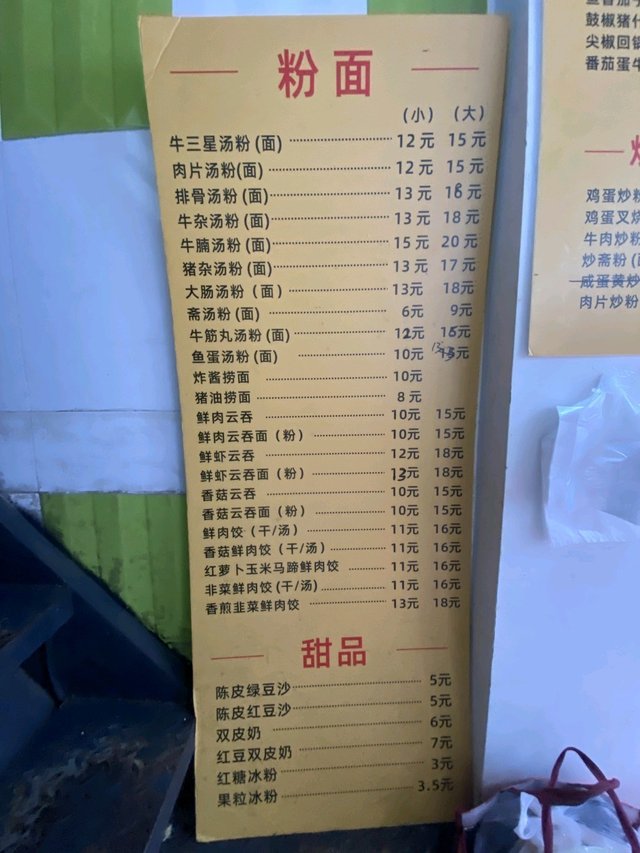 粉面
（小）（大）
牛三星汤粉(面) 12元 15元
肉片汤粉(面) 12元 15元
排骨汤粉(面) 13元 16元
牛杂汤粉(面) 13元 18元
牛腩汤粉(面) 15元 20元
猪杂汤粉(面) 13元 17元
大肠汤粉（面） 13元 18元
斋汤粉(面) 6元 9元
牛筋丸汤粉(面) 12元 15元
鱼蛋汤粉(面) 10元 元
炸酱捞面 10元
猪油捞面 8元
鲜肉云吞 10元 15元
鲜肉云吞面（粉） 10元 15元
鲜虾云吞 12元 18元
鲜虾云吞面（粉） 13元 18元
香菇云吞 10元 15元
香菇云吞面（粉） 10元 15元
鲜肉饺（干/汤） 11元 16元
香菇鲜肉饺（干/汤） 11元 16元
红萝卜玉米马蹄鲜肉饺 11元 16元
韭菜鲜肉饺(干/汤) 11元 16元
香煎韭菜鲜肉饺 13元 18元
甜品
陈皮绿豆沙 5元
陈皮红豆沙 5元
双皮奶 6元
红豆双皮奶 7元
红糖冰粉 3元
果粒冰粉 3.5元
鼓椒猪什
尖椒回锅
番茄蛋牛
鸡蛋炒粉
鸡蛋叉烧
牛肉炒粉
炒斋粉(面
咸蛋黄炒
肉片炒粉